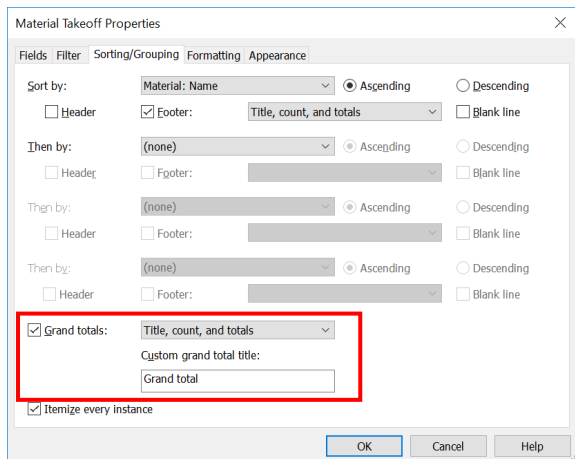 Material Takeoff Properties
Fields Filter Sorting/Grouping Formatting Appearance
Sort by: Material: Name Ascending Descending
Header Footer: Title, count, and totals Blank line
Then by: (none) Ascending Descending
Header Footer: Blank line
Then by: (none) Ascending Descending
Header Footer: Blank line
Then by: (none) Ascending Descending
Header Footer: Blank line
Grand totals: Title, count, and totals
Custom grand total title:
Grand total
Itemize every instance
OK Cancel Help